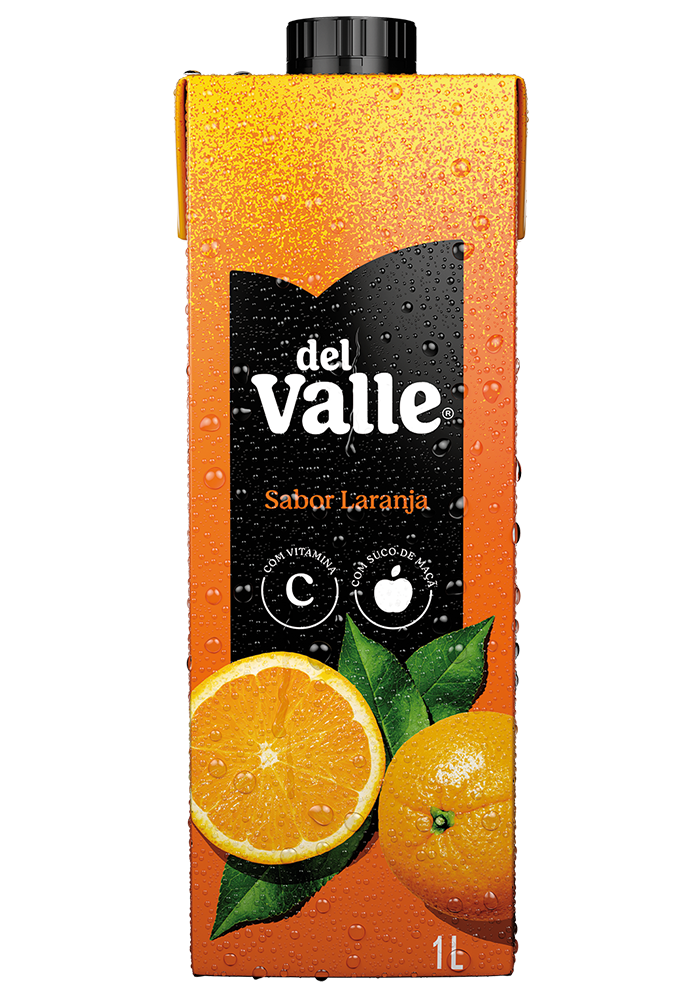 del
Valle®
Sabor Laranja
COM VITAMINA
C
COM SUCO DE MAÇÃ
1L